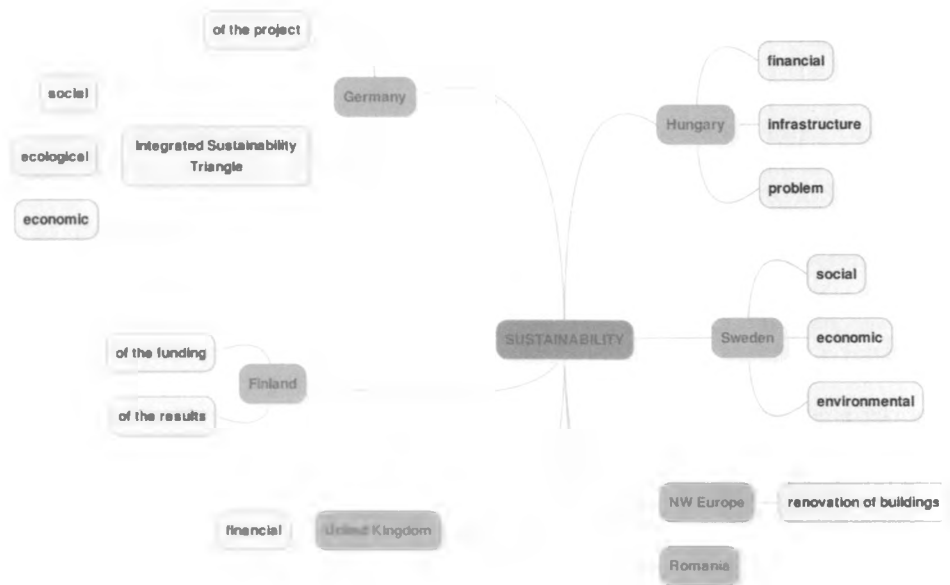 of the project
Germany
social
ecological
economic
Integrated Sustainability
Triangle
Hungary
financial
infrastructure
problem
SUSTAINABILITY
Sweden
social
economic
environmental
of the funding
of the results
Finland
financial
United Kingdom
NW Europe
renovation of buildings
Romania